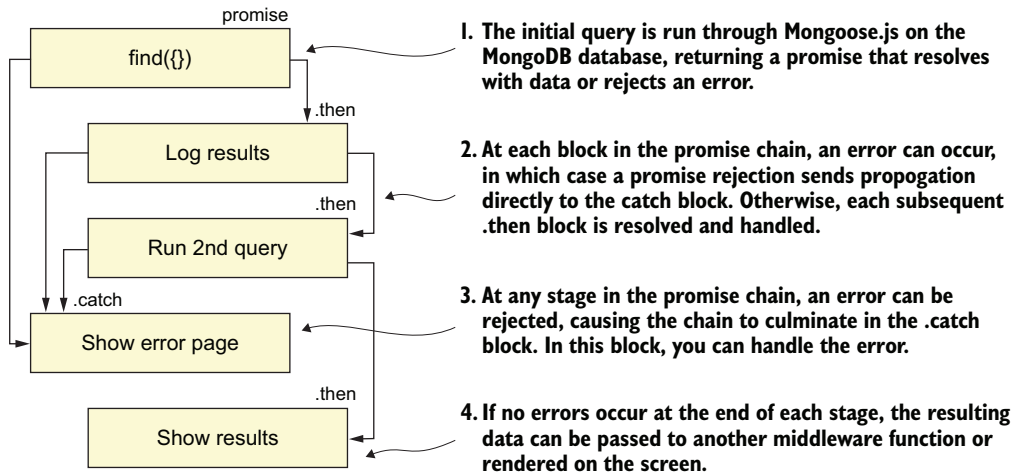 promise
find({})
.then
Log results
.then
Run 2nd query
.catch
Show error page
.then
Show results
1. The initial query is run through Mongoose.js on the
MongoDB database, returning a promise that resolves
with data or rejects an error.
2. At each block in the promise chain, an error can occur,
in which case a promise rejection sends propogation
directly to the catch block. Otherwise, each subsequent
.then block is resolved and handled.
3. At any stage in the promise chain, an error can be
rejected, causing the chain to culminate in the .catch
block. In this block, you can handle the error.
4. If no errors occur at the end of each stage, the resulting
data can be passed to another middleware function or
rendered on the screen.